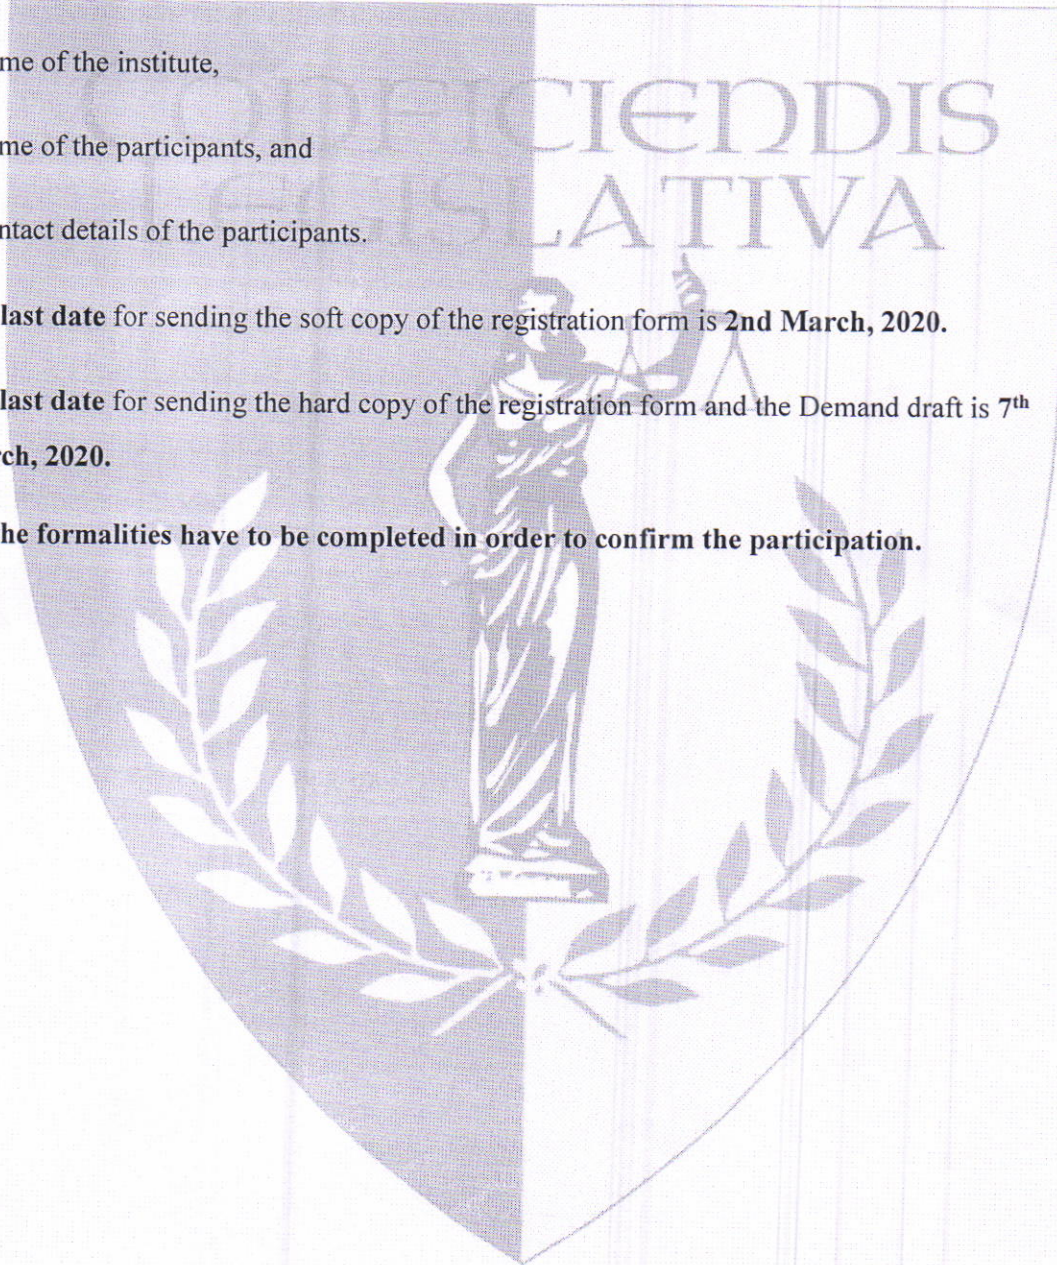 CONFICIENDIS
LEGISLATIVA
me of the institute,
me of the participants, and
ntact details of the participants.
last date for sending the soft copy of the registration form is 2nd March, 2020.
last date for sending the hard copy of the registration form and the Demand draft is 7th
ch, 2020.
he formalities have to be completed in order to confirm the participation.